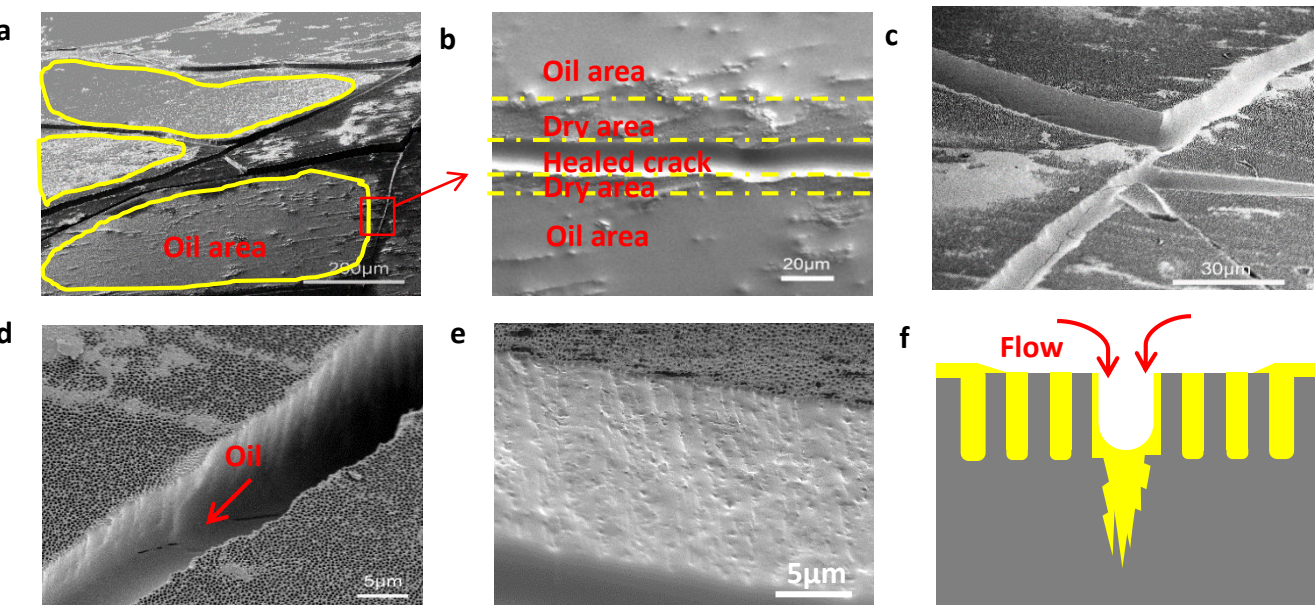 a
b
c
Oil area
200μm
Oil area
Dry area
Healed crack
Dry area
Oil area
20μm
30μm
d
e
f
Oil
5μm
5μm
Flow